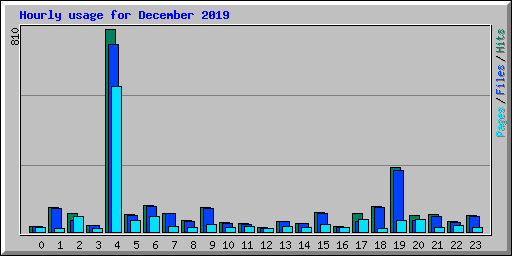 Hourly usage for December 2019
810
Pages/Files/Hits
0 1 2 3 4 5 6 7 8 9 10 11 12 13 14 15 16 17 18 19 20 21 22 23